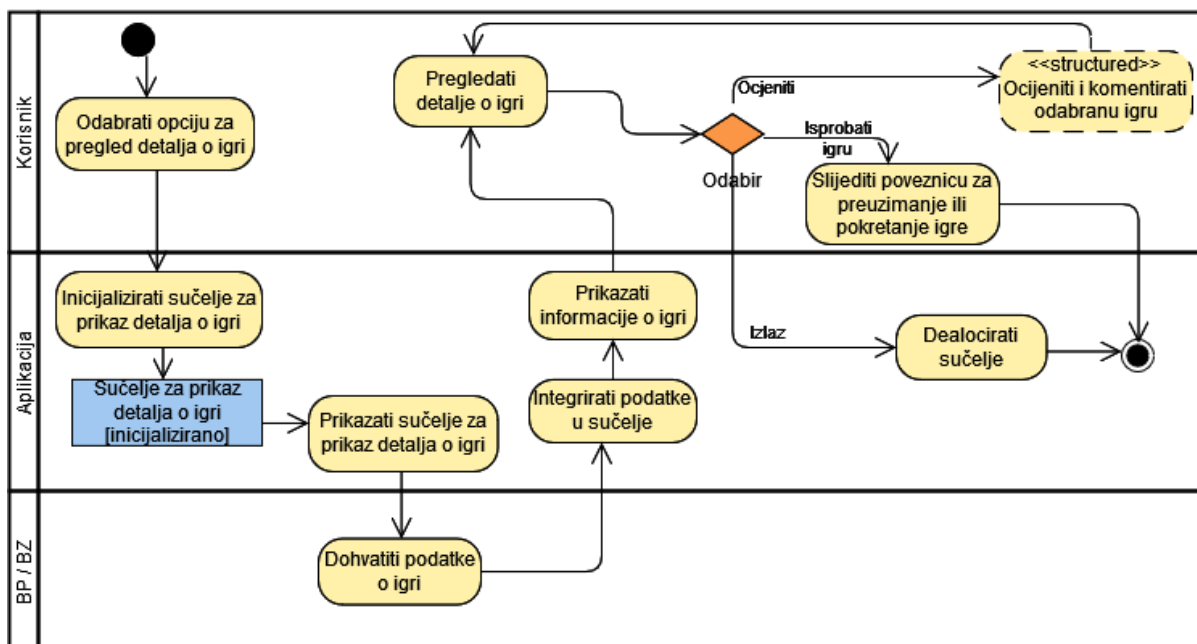 Korisnik
Odabrati opciju za
pregled detalja o igri
Pregledati
detalje o igri
Ocjeniti
<<structured>>
Ocijeniti i komentirati
odabranu igru
Isprobati
igru
Odabir
Slijediti poveznicu za
preuzimanje ili
pokretanje igre
Aplikacija
Inicijalizirati sučelje za
prikaz detalja o igri
Sučelje za prikaz
detalja o igri
[inicijalizirano]
Prikazati sučelje za
prikaz detalja o igri
Prikazati
informacije o igri
Integrirati podatke
u sučelje
Izlaz
Dealocirati
sučelje
BP / BZ
Dohvatiti podatke
o igri